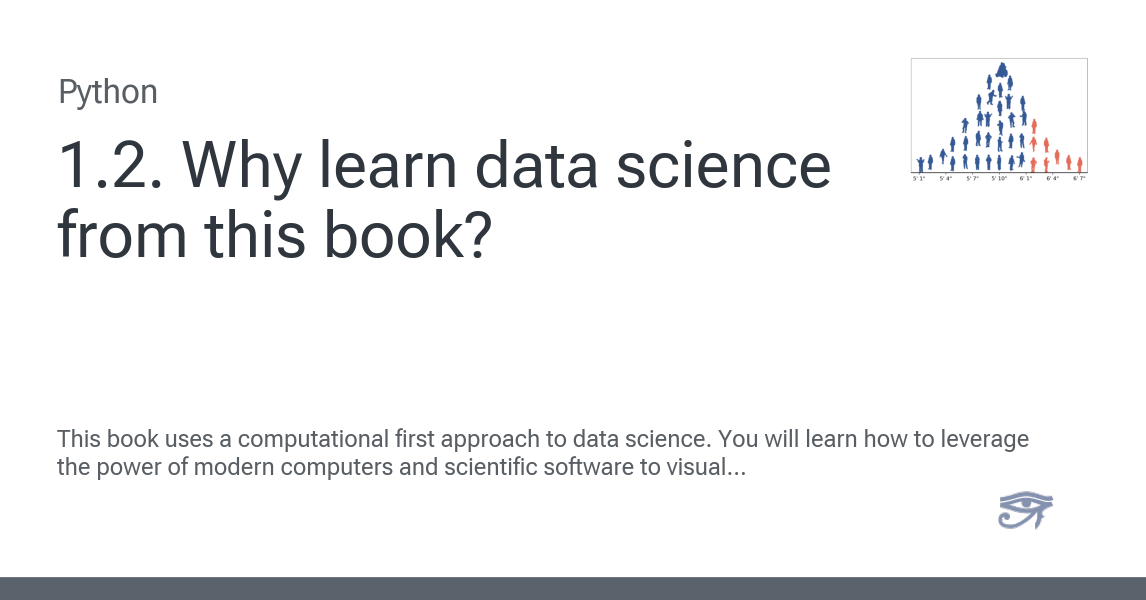 Python
1.2. Why learn data science
from this book?
5' 1" 5' 4" 5' 7" 5' 10" 6' 1" 6' 4" 6' 7"
This book uses a computational first approach to data science. You will learn how to leverage
the power of modern computers and scientific software to visual...